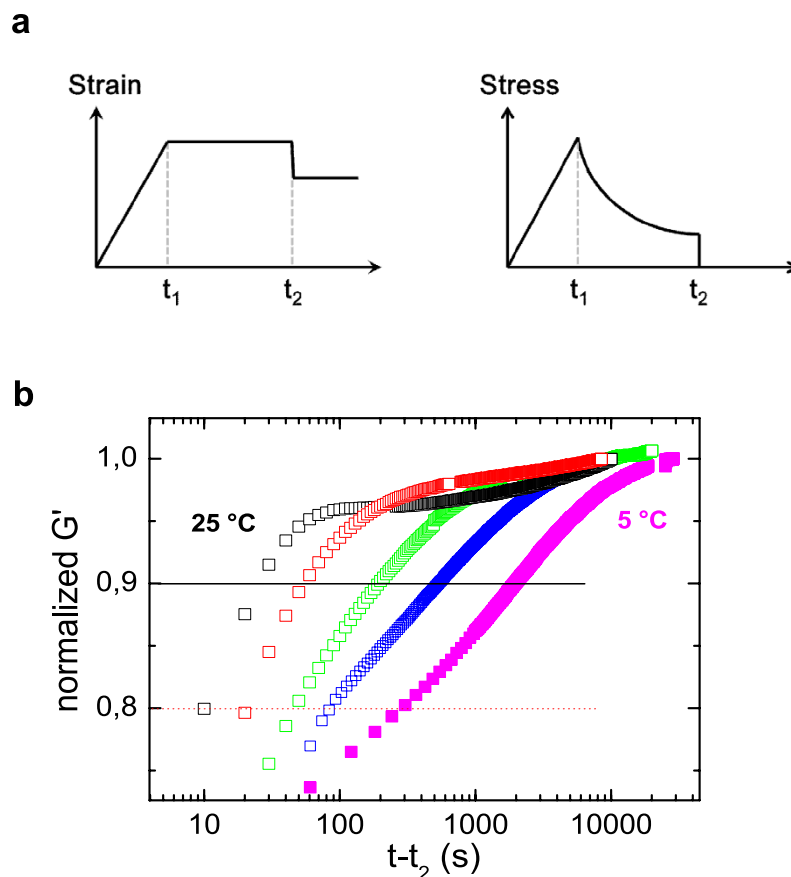 a
Strain
Stress
t1
t2
t1
t2
b
normalized G'
1,0
0,9
0,8
25 °C
5 °C
10
100
1000
10000
t-t2 (s)